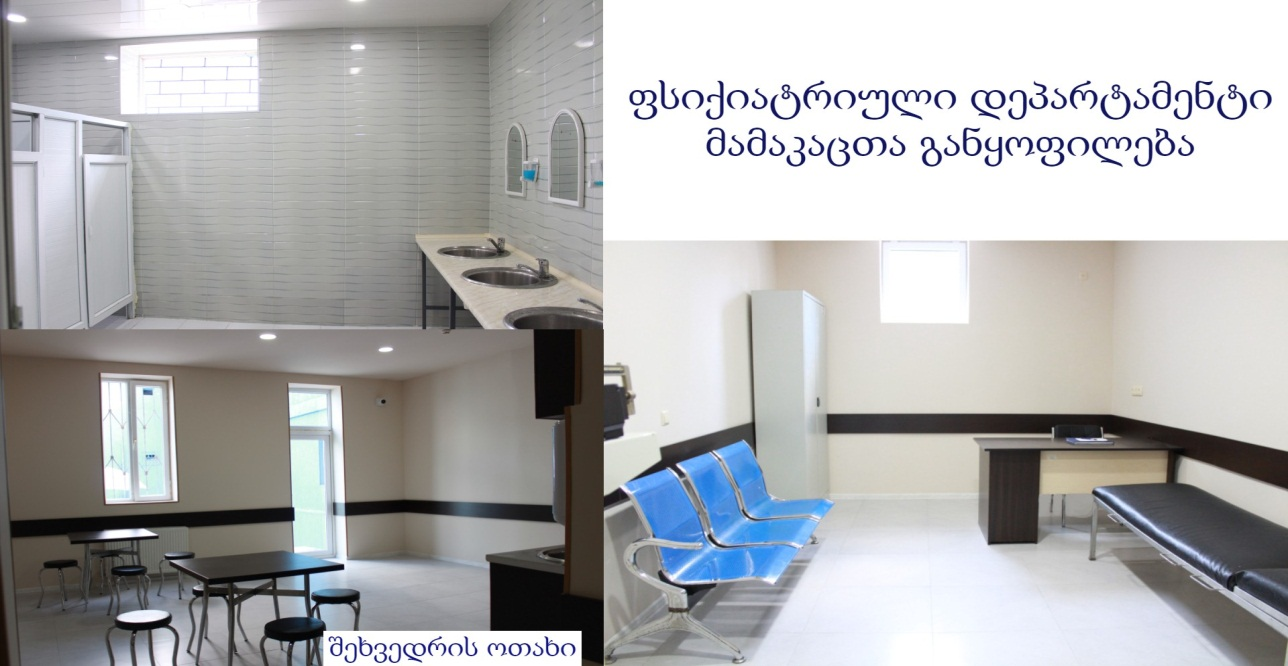 ფსიქიატრიული დეპარტამენტი
მამაკაცთა განყოფილება
შეხვედრის ოთახი